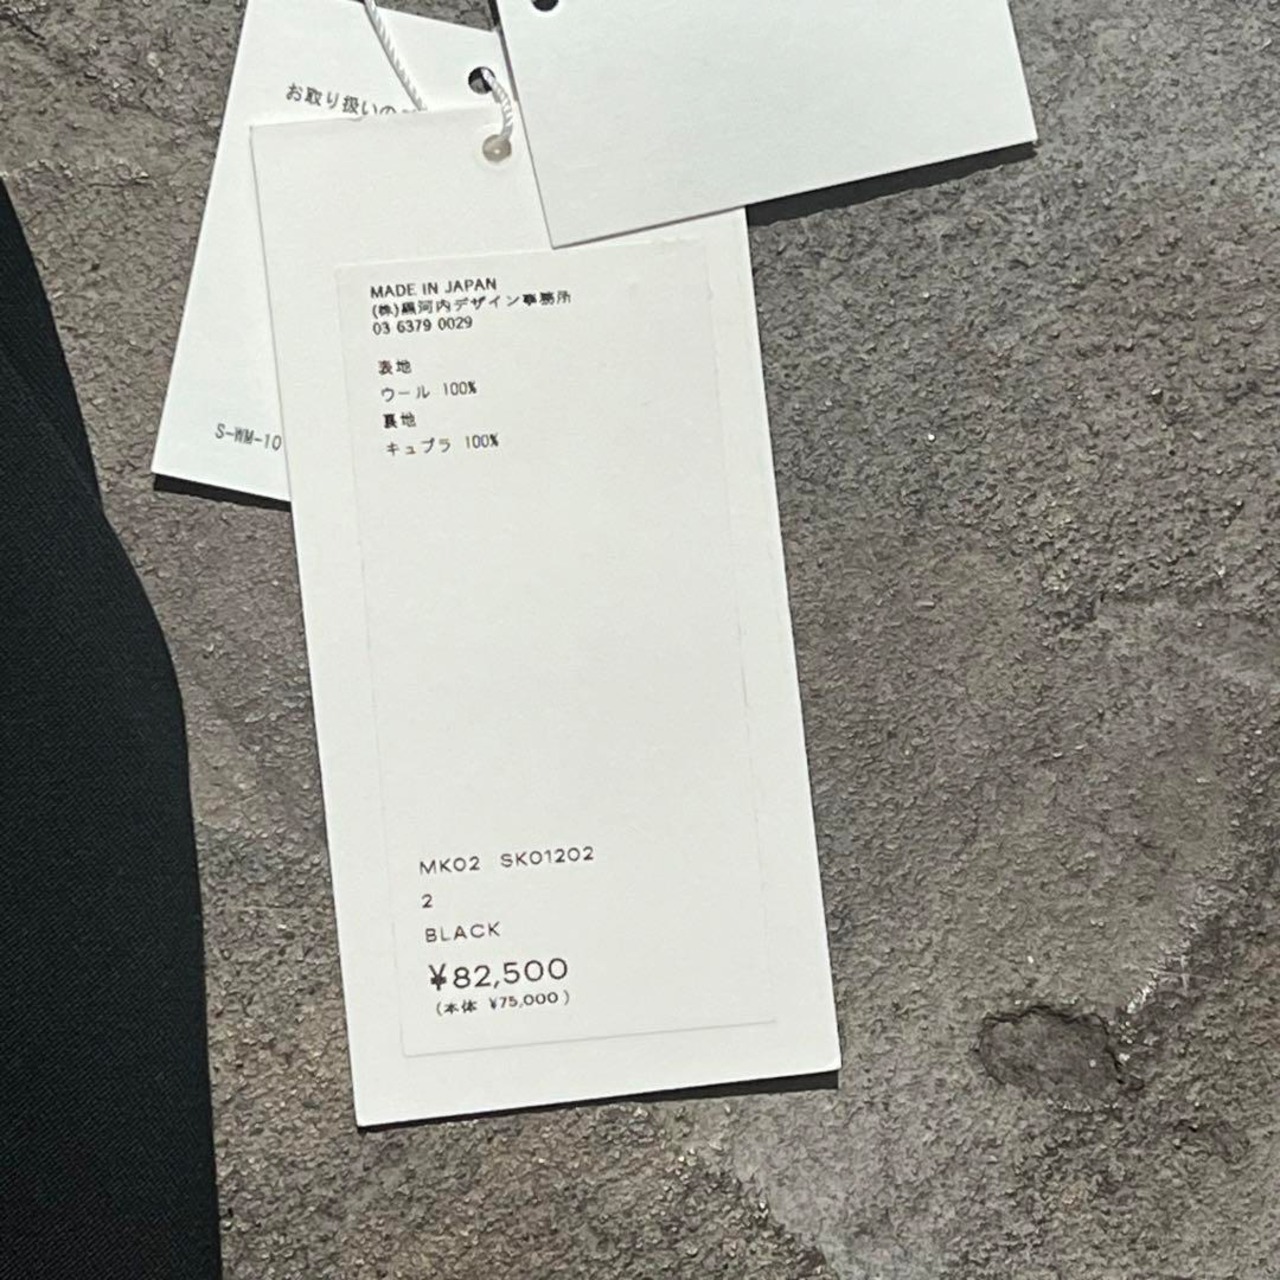 お取り扱いの
S-WM-10
MADE IN JAPAN
(株)黒河内デザイン事務所
03 6379 0029
表地
ウール 100%
裏地
キュプラ 100%
MK02 SK01202
2
BLACK
¥82,500
(本体 ¥75,000)